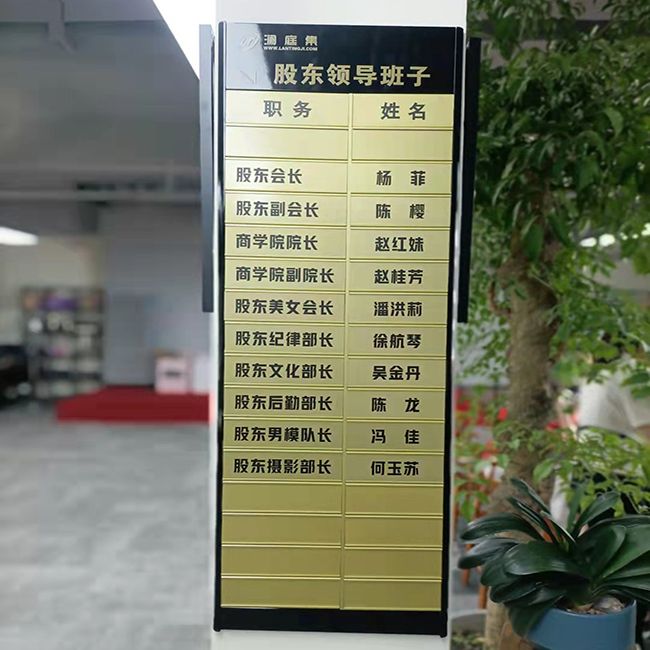 澜庭集
WWW.LANTINGJI.COM
股东领导班子
职务 姓名
股东会长 杨菲
股东副会长 陈樱
商学院院长 赵红妹
商学院副院长 赵桂芳
股东美女会长 潘洪莉
股东纪律部长 徐航琴
股东文化部长 吴金丹
股东后勤部长 陈龙
股东男模队长 冯佳
股东摄影部长 何玉苏